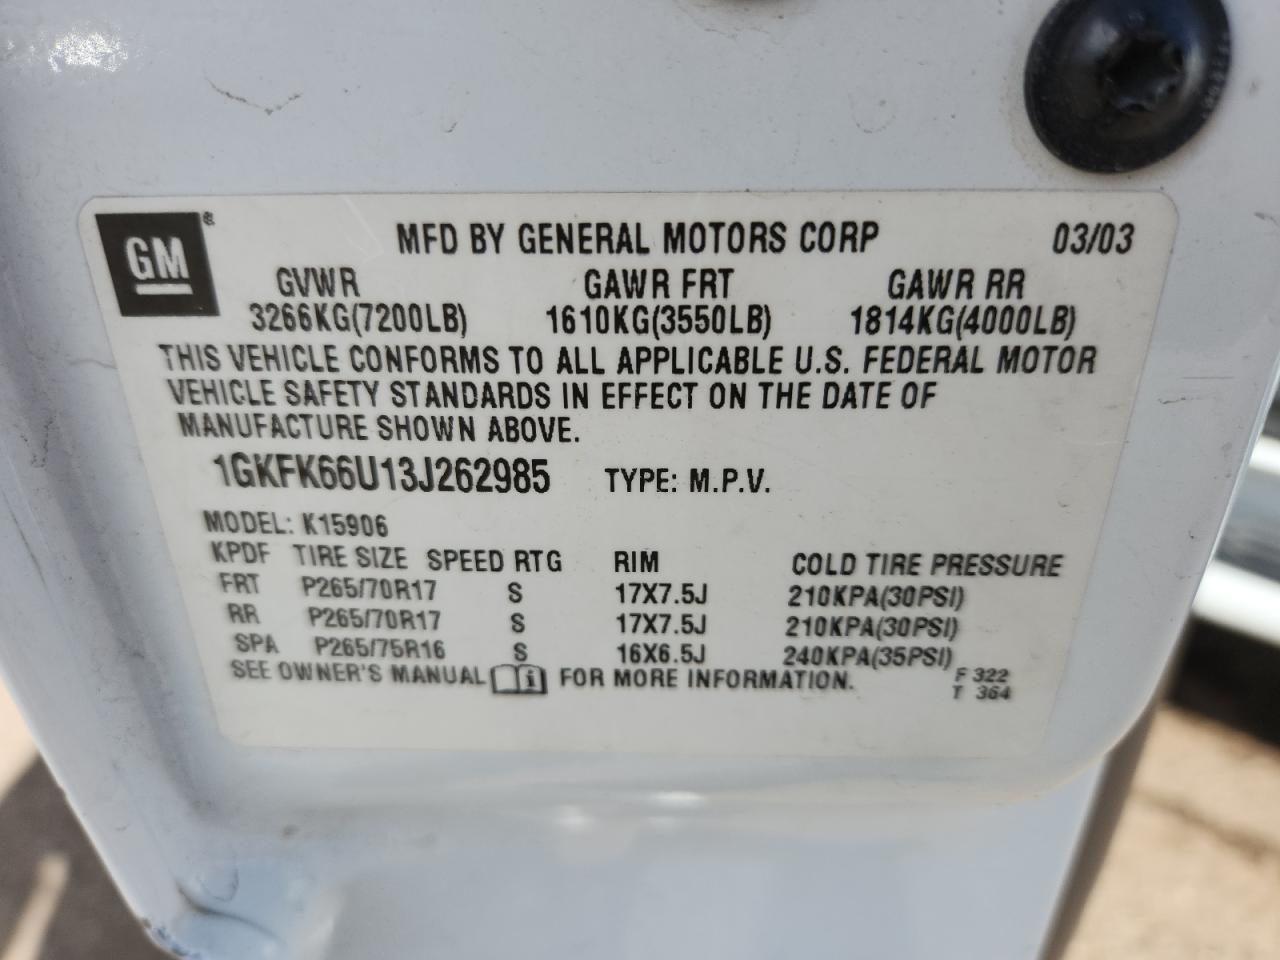 GM®
MFD BY GENERAL MOTORS CORP 03/03
GVWR GAWR FRT GAWR RR
3266KG(7200LB) 1610KG(3550LB) 1814KG(4000LB)
THIS VEHICLE CONFORMS TO ALL APPLICABLE U.S. FEDERAL MOTOR
VEHICLE SAFETY STANDARDS IN EFFECT ON THE DATE OF
MANUFACTURE SHOWN ABOVE.
1GKFK66U13J262985 TYPE: M.P.V.
MODEL: K15906
KPDF TIRE SIZE SPEED RTG RIM COLD TIRE PRESSURE
FRT P265/70R17 S 17X7.5J 210KPA(30PSI)
RR P265/70R17 S 17X7.5J 210KPA(30PSI)
SPA P265/75R16 S 16X6.5J 240KPA(35PSI)
SEE OWNER'S MANUAL i FOR MORE INFORMATION. F 322
T 364